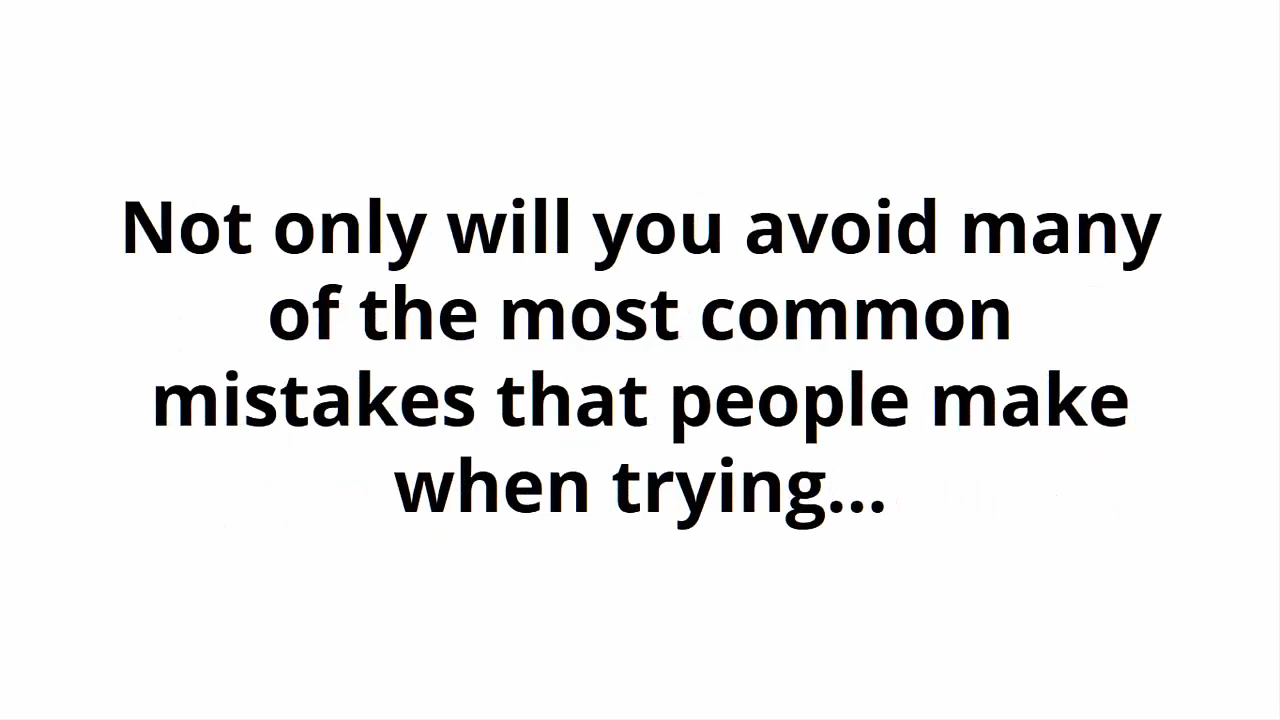 Not only will you avoid many
of the most common
mistakes that people make
when trying...